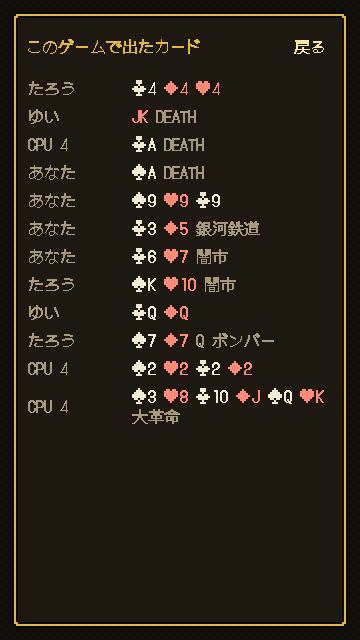 このゲームで出たカード 戻る
たろう ♣4 ♦4 ♥4
ゆい JK DEATH
CPU 4 ♣A DEATH
あなた ♠A DEATH
あなた ♠9 ♥9 ♣9
あなた ♣3 ♦5 銀河鉄道
あなた ♣6 ♥7 闇市
たろう ♠K ♥10 闇市
ゆい ♣Q ♦Q
たろう ♠7 ♦7 Q ボンバー
CPU 4 ♠2 ♥2 ♣2 ♦2
CPU 4 ♠3 ♥8 ♣10 ♦J ♠Q ♥K
大革命